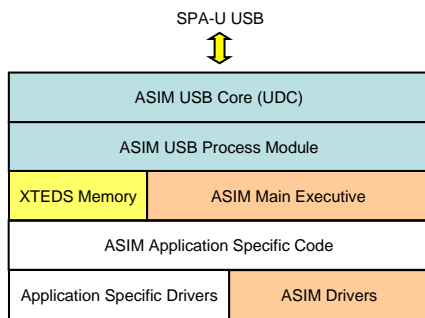 SPA-U USB
ASIM USB Core (UDC)
ASIM USB Process Module
XTEDS Memory
ASIM Main Executive
ASIM Application Specific Code
Application Specific Drivers
ASIM Drivers